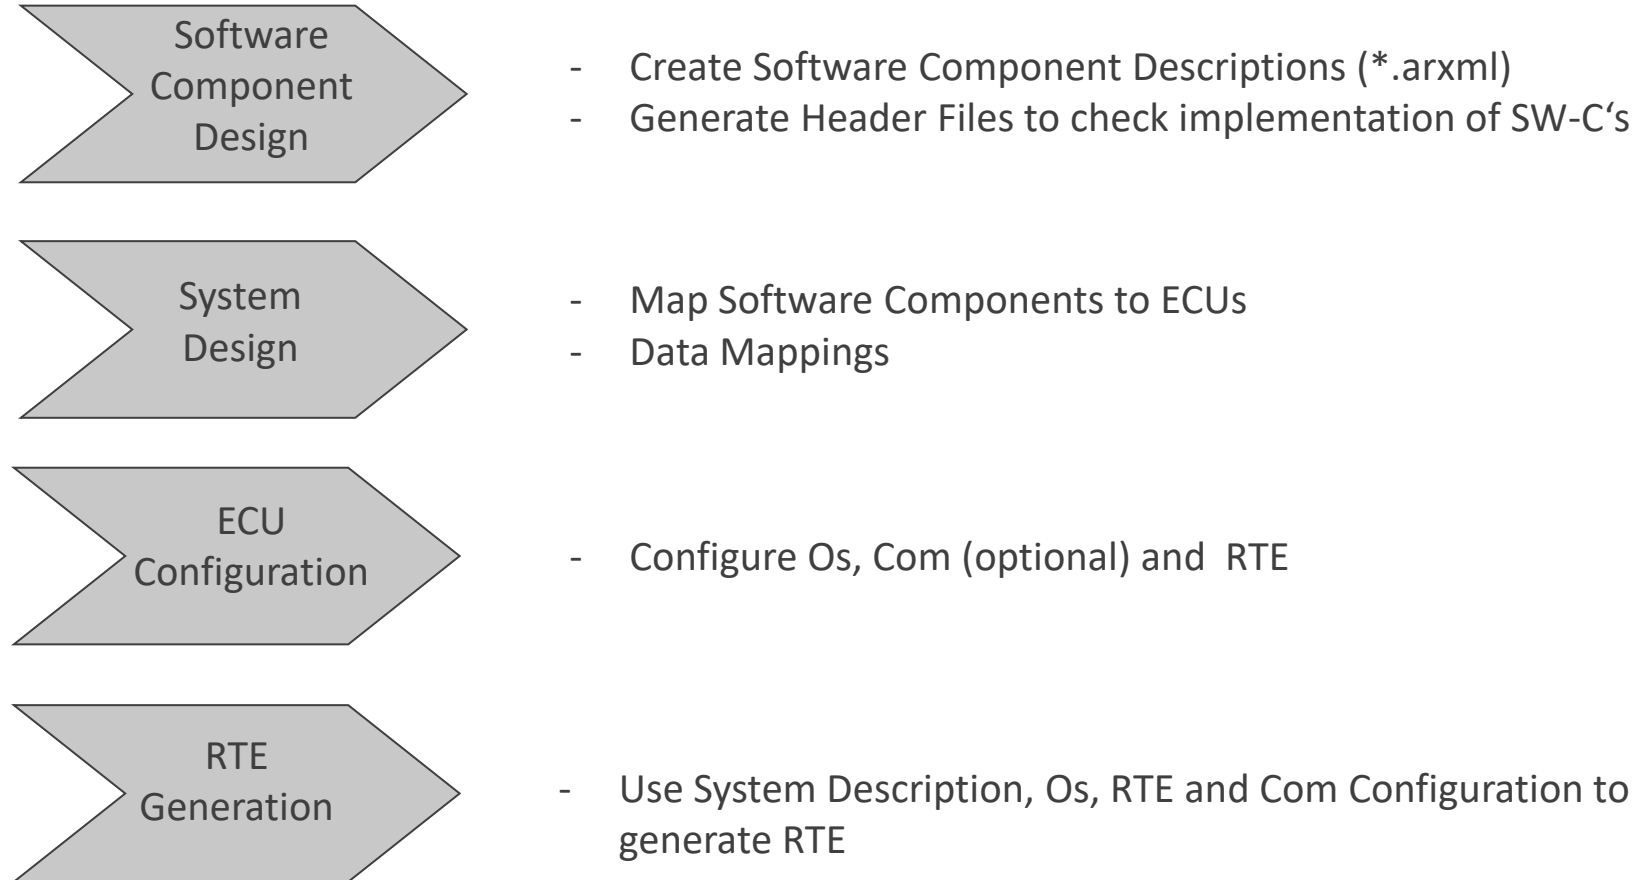 Software
Component
Design
- Create Software Component Descriptions (*.arxml)
- Generate Header Files to check implementation of SW-C‘s
System
Design
- Map Software Components to ECUs
- Data Mappings
ECU
Configuration
- Configure Os, Com (optional) and  RTE
RTE
Generation
- Use System Description, Os, RTE and Com Configuration to
generate RTE